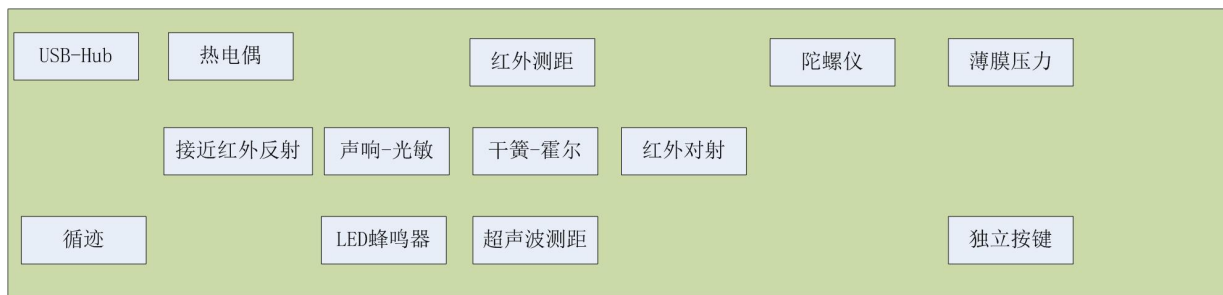 USB-Hub
热电偶
红外测距
陀螺仪
薄膜压力
接近红外反射
声响-光敏
干簧-霍尔
红外对射
循迹
LED蜂鸣器
超声波测距
独立按键